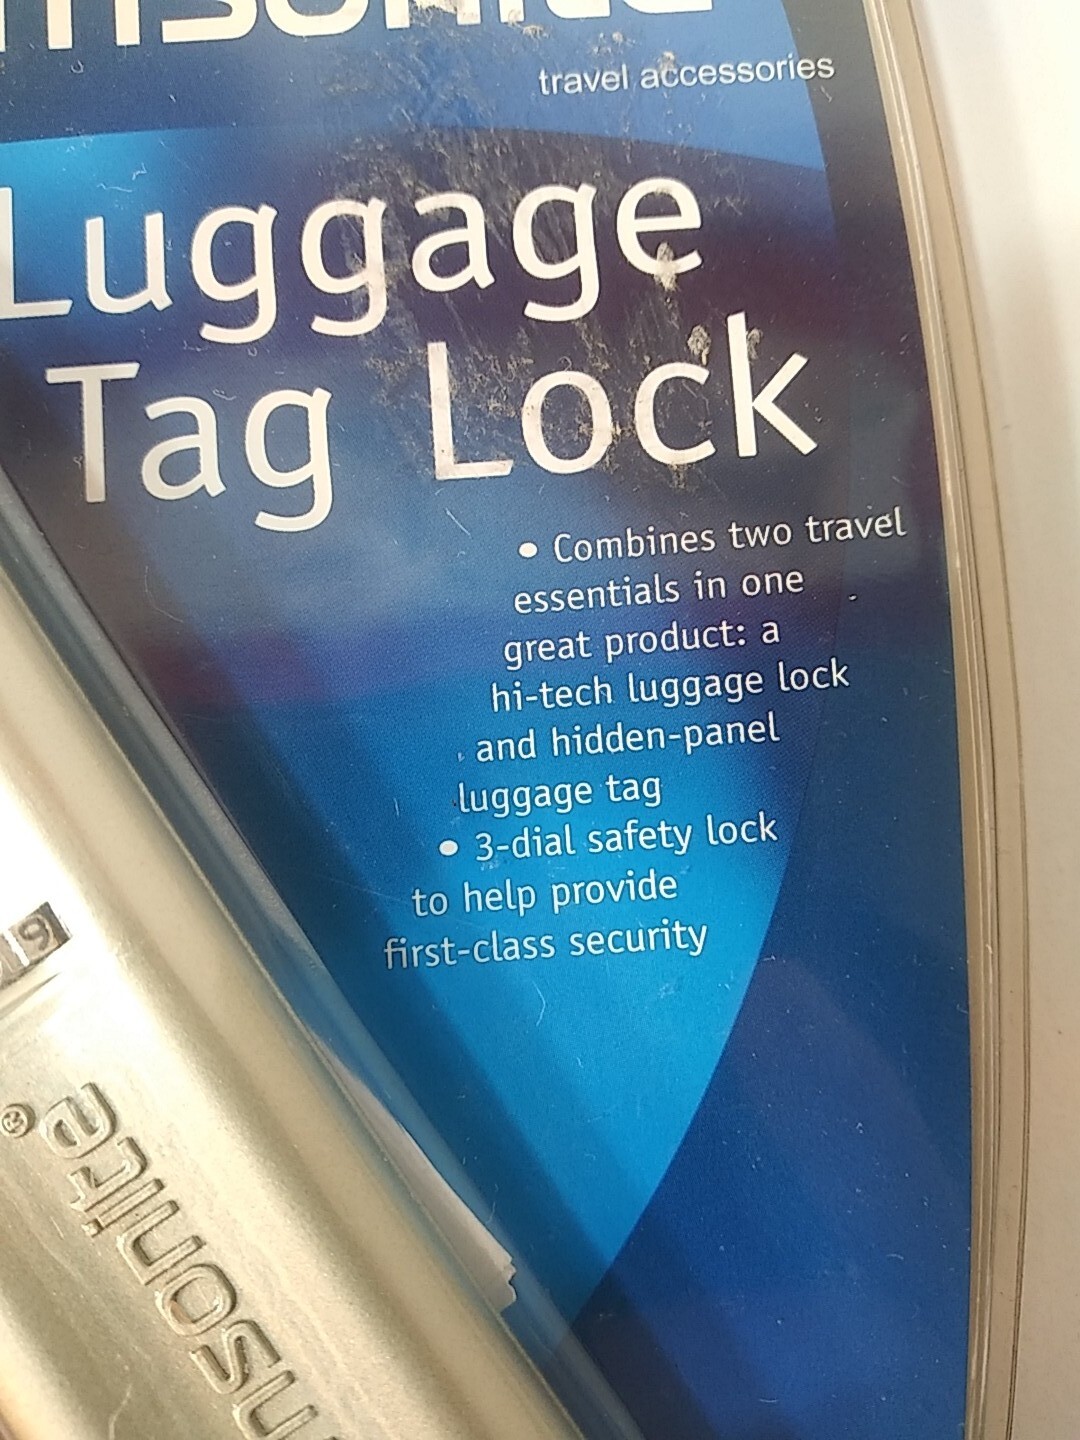 travel accessories
Luggage
Tag Lock
• Combines two travel
essentials in one
great product: a
hi-tech luggage lock
and hidden-panel
luggage tag
• 3-dial safety lock
to help provide
first-class security
19
®